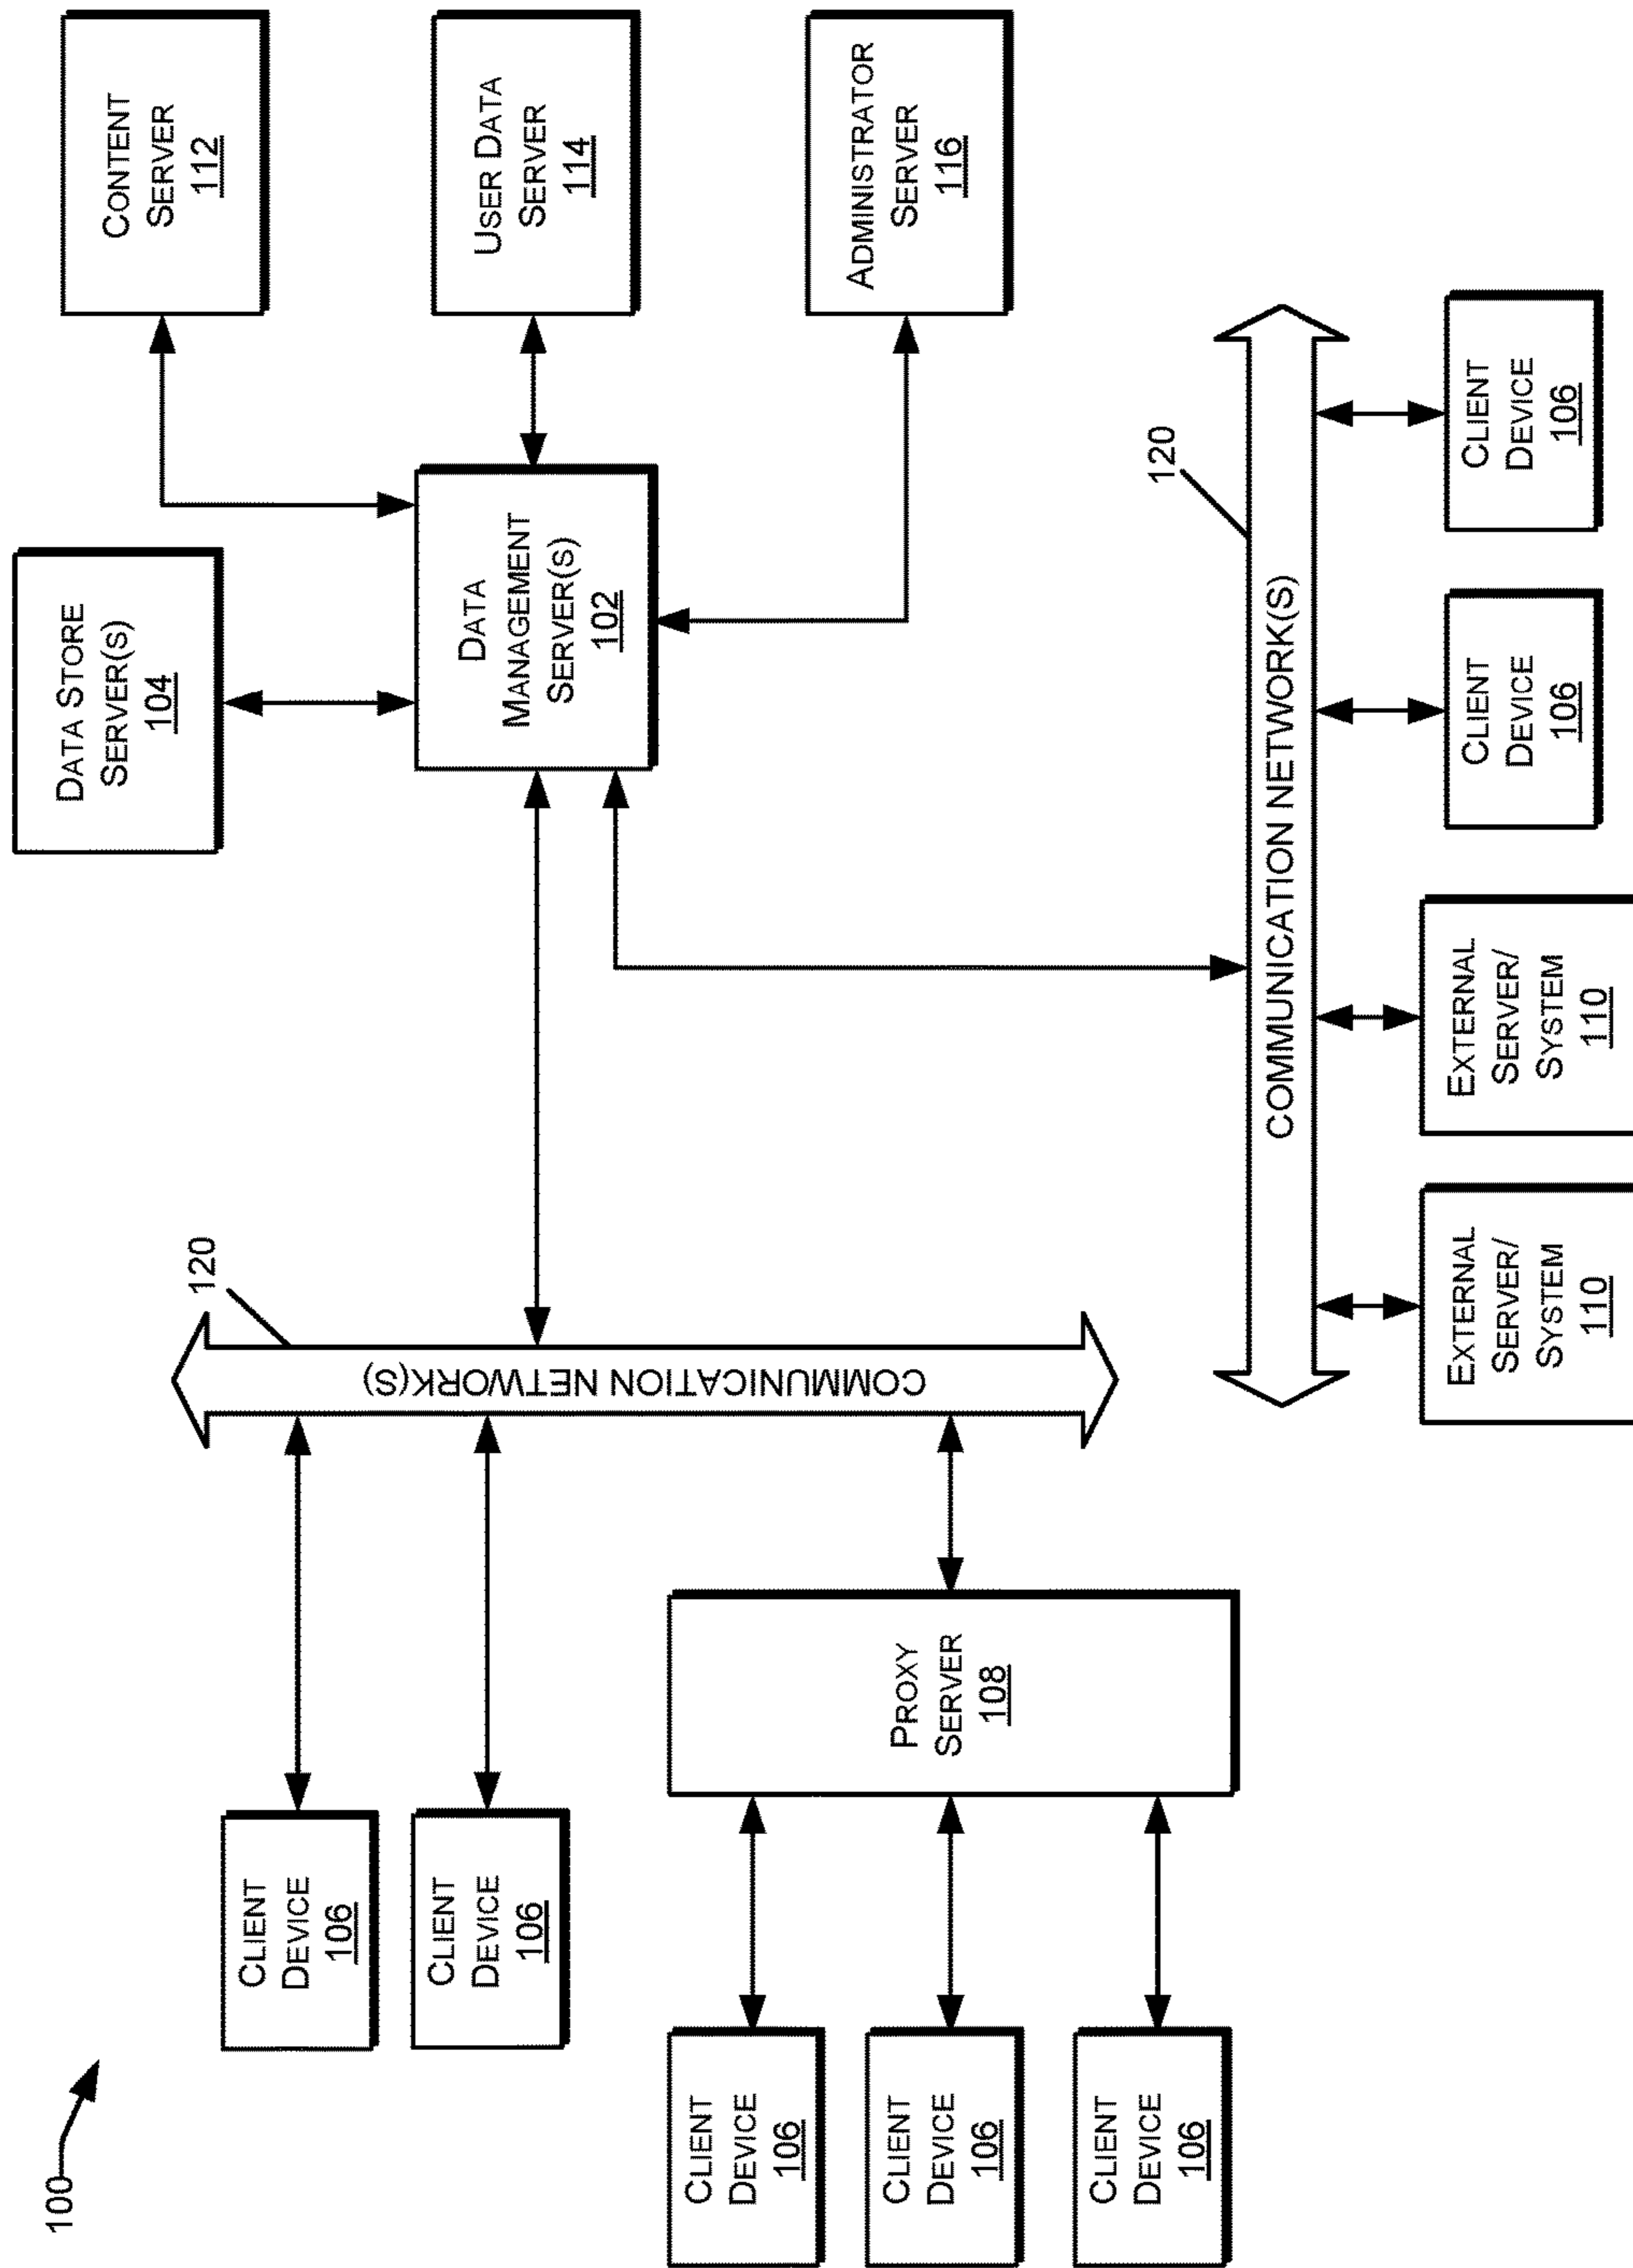 100
DATA STORE
SERVER(S)
104
CONTENT
SERVER
112
120
CLIENT
DEVICE
106
CLIENT
DEVICE
106
COMMUNICATION NETWORK(S)
DATA
MANAGEMENT
SERVER(S)
102
USER DATA
SERVER
114
CLIENT
DEVICE
106
CLIENT
DEVICE
106
CLIENT
DEVICE
106
PROXY
SERVER
108
ADMINISTRATOR
SERVER
116
120
COMMUNICATION NETWORK(S)
EXTERNAL
SERVER/
SYSTEM
110
EXTERNAL
SERVER/
SYSTEM
110
CLIENT
DEVICE
106
CLIENT
DEVICE
106